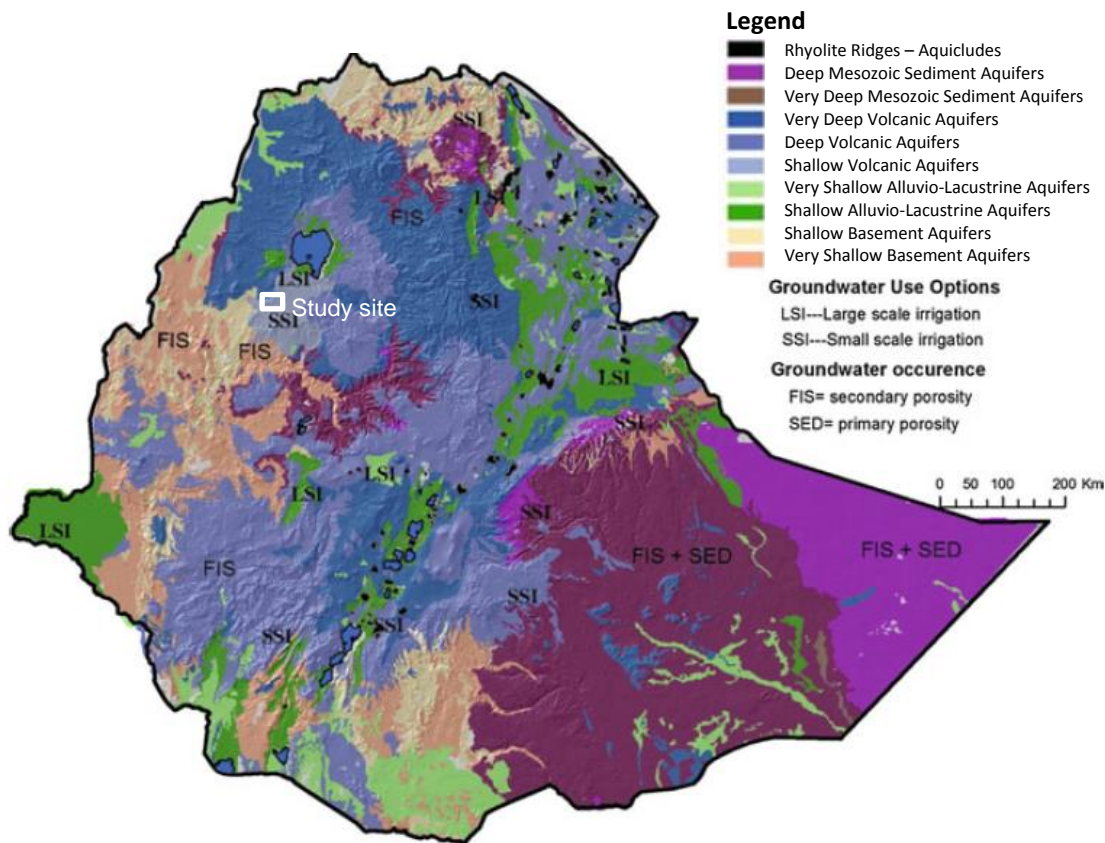 Legend
Rhyolite Ridges – Aquicludes
Deep Mesozoic Sediment Aquifers
Very Deep Mesozoic Sediment Aquifers
Very Deep Volcanic Aquifers
Deep Volcanic Aquifers
Shallow Volcanic Aquifers
Very Shallow Alluvio-Lacustrine Aquifers
Shallow Alluvio-Lacustrine Aquifers
Shallow Basement Aquifers
Very Shallow Basement Aquifers
Groundwater Use Options
LSI---Large scale irrigation
SSI---Small scale irrigation
Groundwater occurence
FIS= secondary porosity
SED= primary porosity
SSI
LSI
FIS
LSI
SSI
Study site
SSI
FIS
FIS
LSI
SSI
0 50 100 200 Km
LSI
LSI
SSI
LSI
FIS + SED
FIS + SED
FIS
SSI
SSI
SSI